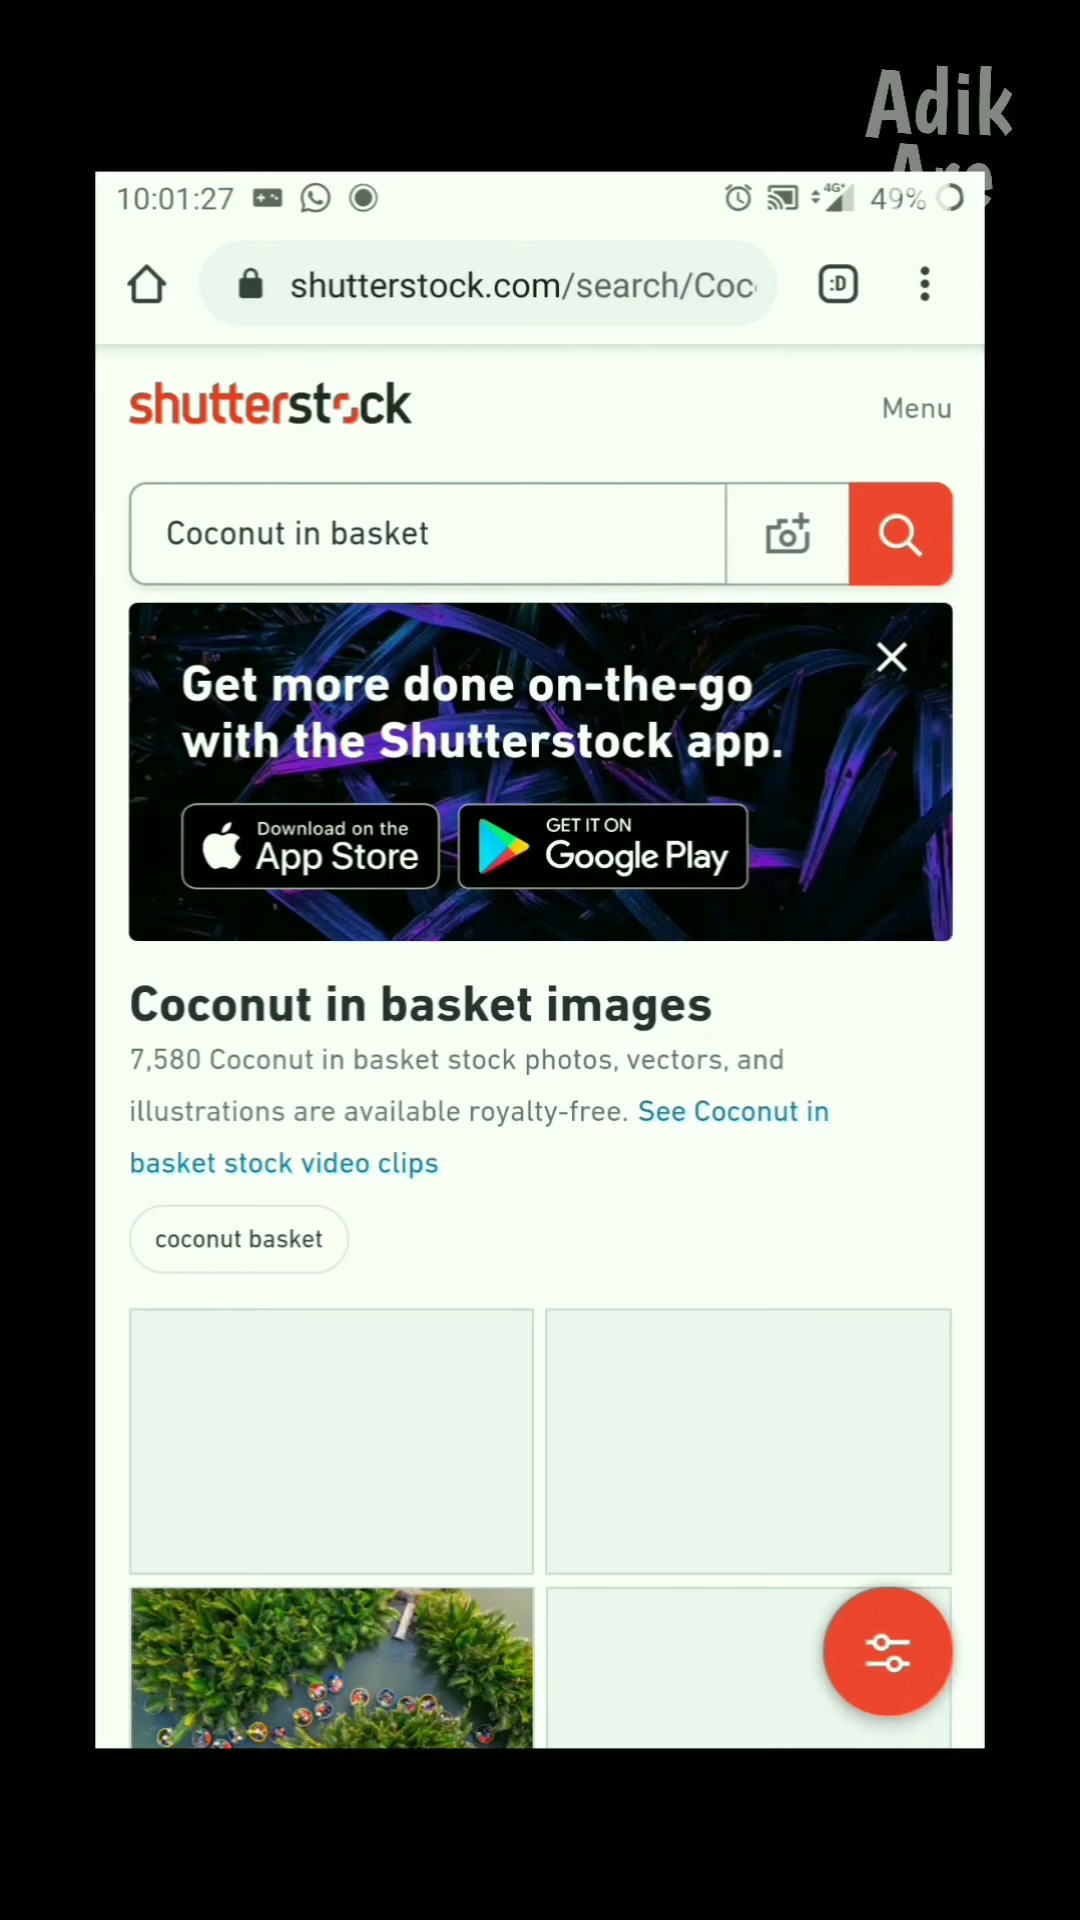 Adik
Are
10:01:27
4G+
49%
shutterstock.com/search/Coc
:D
shutterstock
Menu
Coconut in basket
Get more done on-the-go
with the Shutterstock app.
Download on the
App Store
GET IT ON
Google Play
Coconut in basket images
7,580 Coconut in basket stock photos, vectors, and
illustrations are available royalty-free. See Coconut in
basket stock video clips
coconut basket